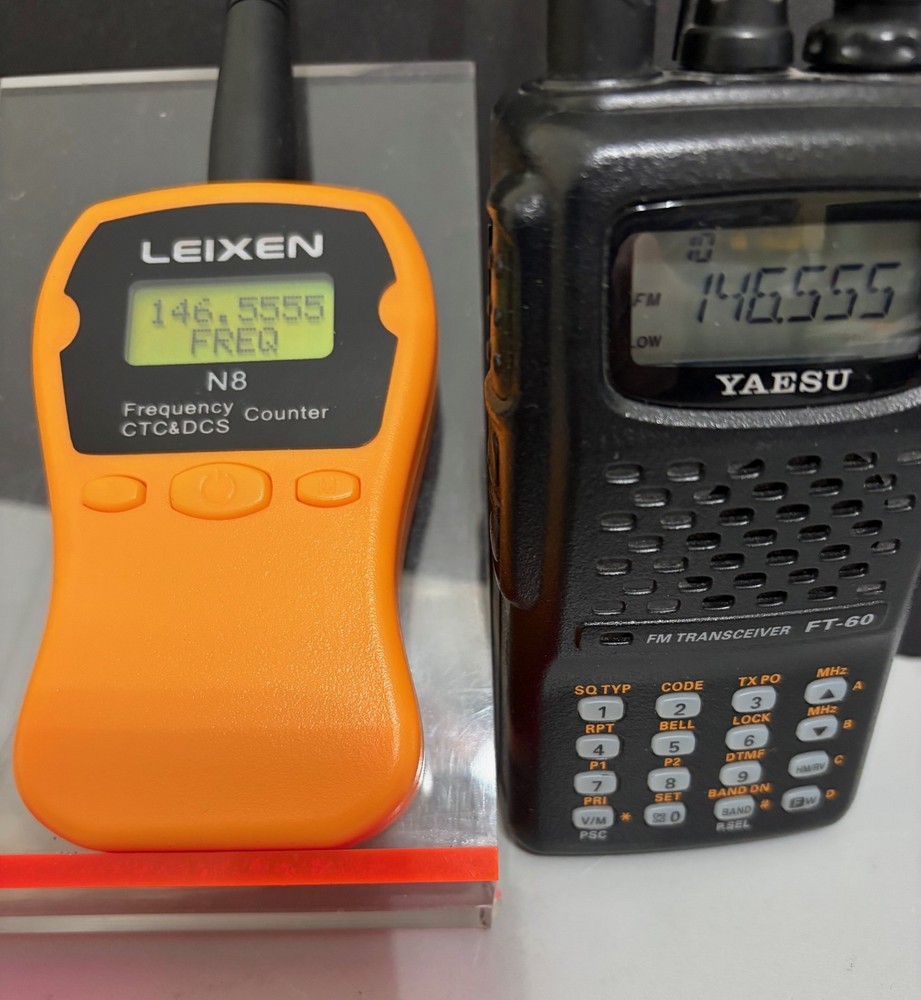 LEIXEN
146.5555
FREQ
N8
Frequency Counter
CTC&DCS
FM
146.555
LOW
YAESU
FM TRANSCEIVER FT-60
SQ TYP CODE TX PO MHz
1 2 3 ▲ A
RPT BELL LOCK MHz
4 5 6 ▼ B
P1 P2 DTMF
7 8 9 HM/RV C
PRI SET BAND DN
V/M * 0 BAND # F W D
PSC P.SEL